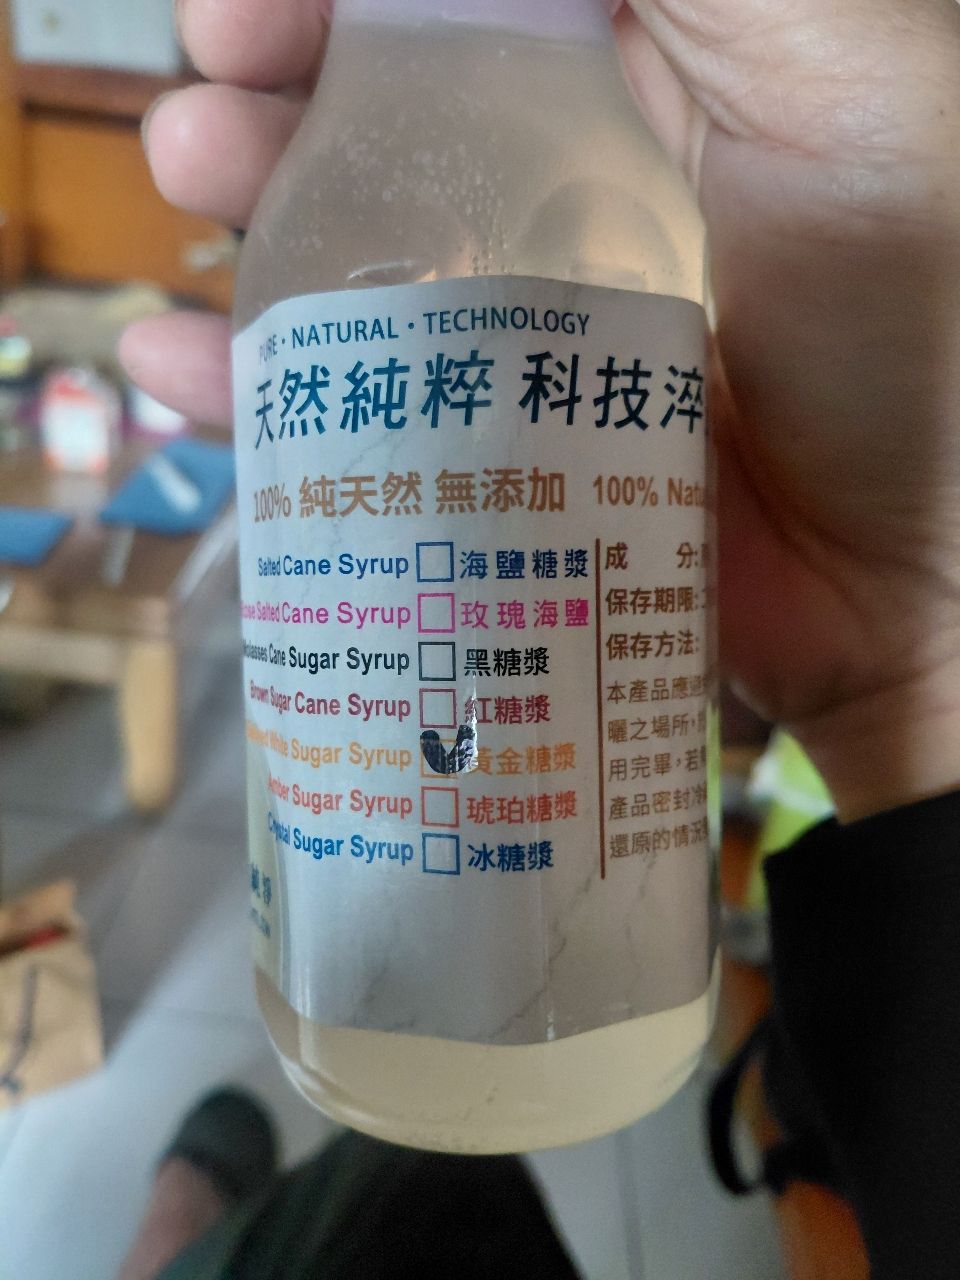 PURE・NATURAL・TECHNOLOGY
天然純粹 科技淬
100% 純天然 無添加 100%
Salted Cane Syrup 海鹽糖漿
Salted Cane Syrup 玫瑰海鹽
Cane Sugar Syrup 黑糖漿
Brown Sugar Cane Syrup 紅糖漿
White Sugar Syrup 黃金糖漿
Amber Sugar Syrup 琥珀糖漿
Crystal Sugar Syrup 冰糖漿
成 分:
保存期限:
保存方法:
本產品應
曬之場所,
用完畢,若
產品密封冷
還原的情況